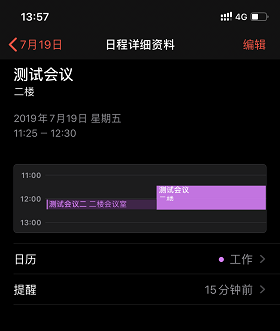 13:57
4G
7月19日
日程详细资料
编辑
测试会议
二楼
2019年7月19日 星期五
11:25 – 12:30
11:00
测试会议
二楼
12:00
测试会议二 二楼会议室
13:00
日历
工作
提醒
15分钟前